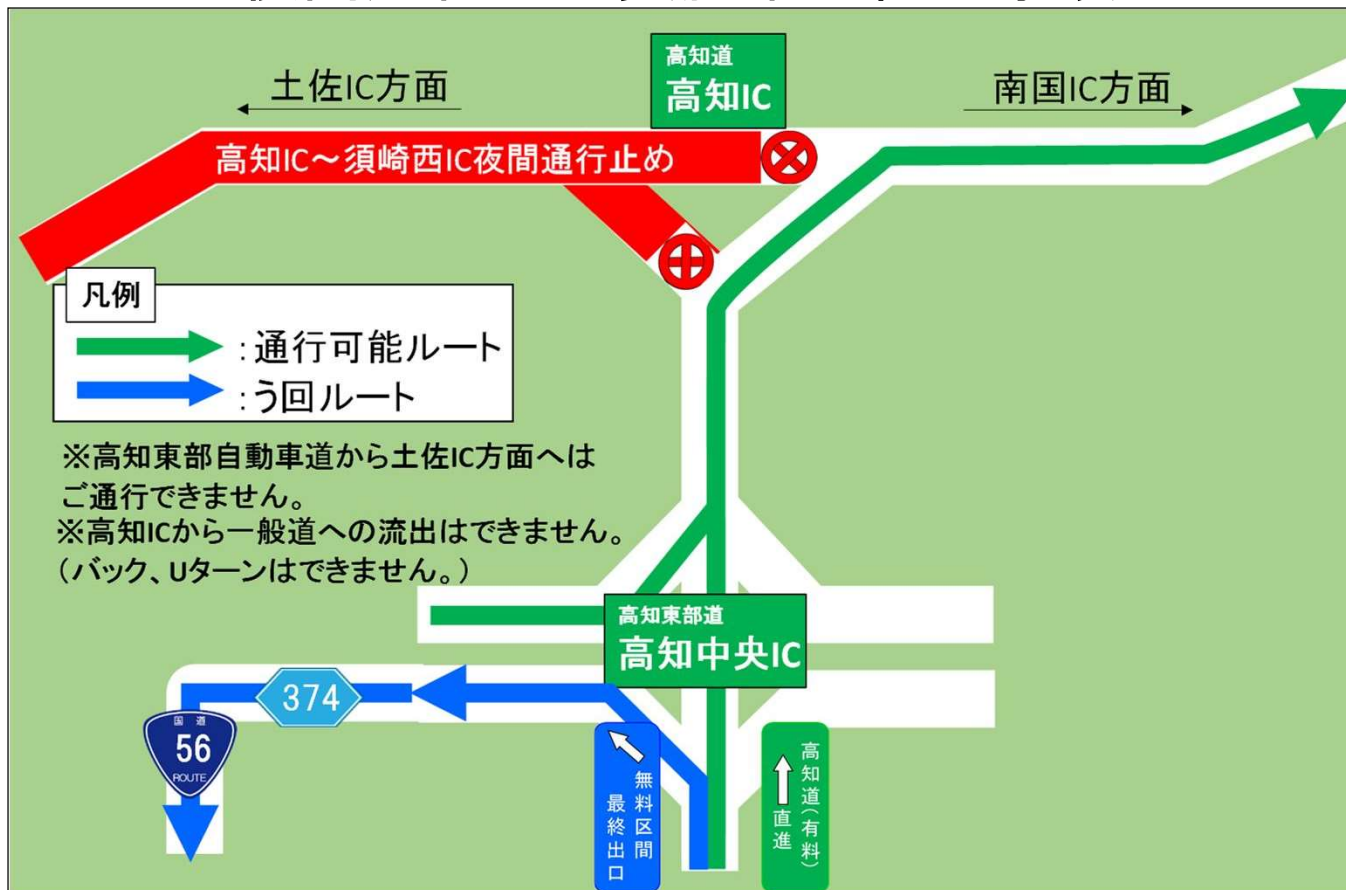 高知道
高知IC
土佐IC方面
南国IC方面
高知IC～須崎西IC夜間通行止め
凡例
：通行可能ルート
：う回ルート
※高知東部自動車道から土佐IC方面へは
ご通行できません。
※高知ICから一般道への流出はできません。
（バック、Uターンはできません。）
高知東部道
高知中央IC
374
国道
56
ROUTE
無料区間
最終出口
高知道（有料）
直進